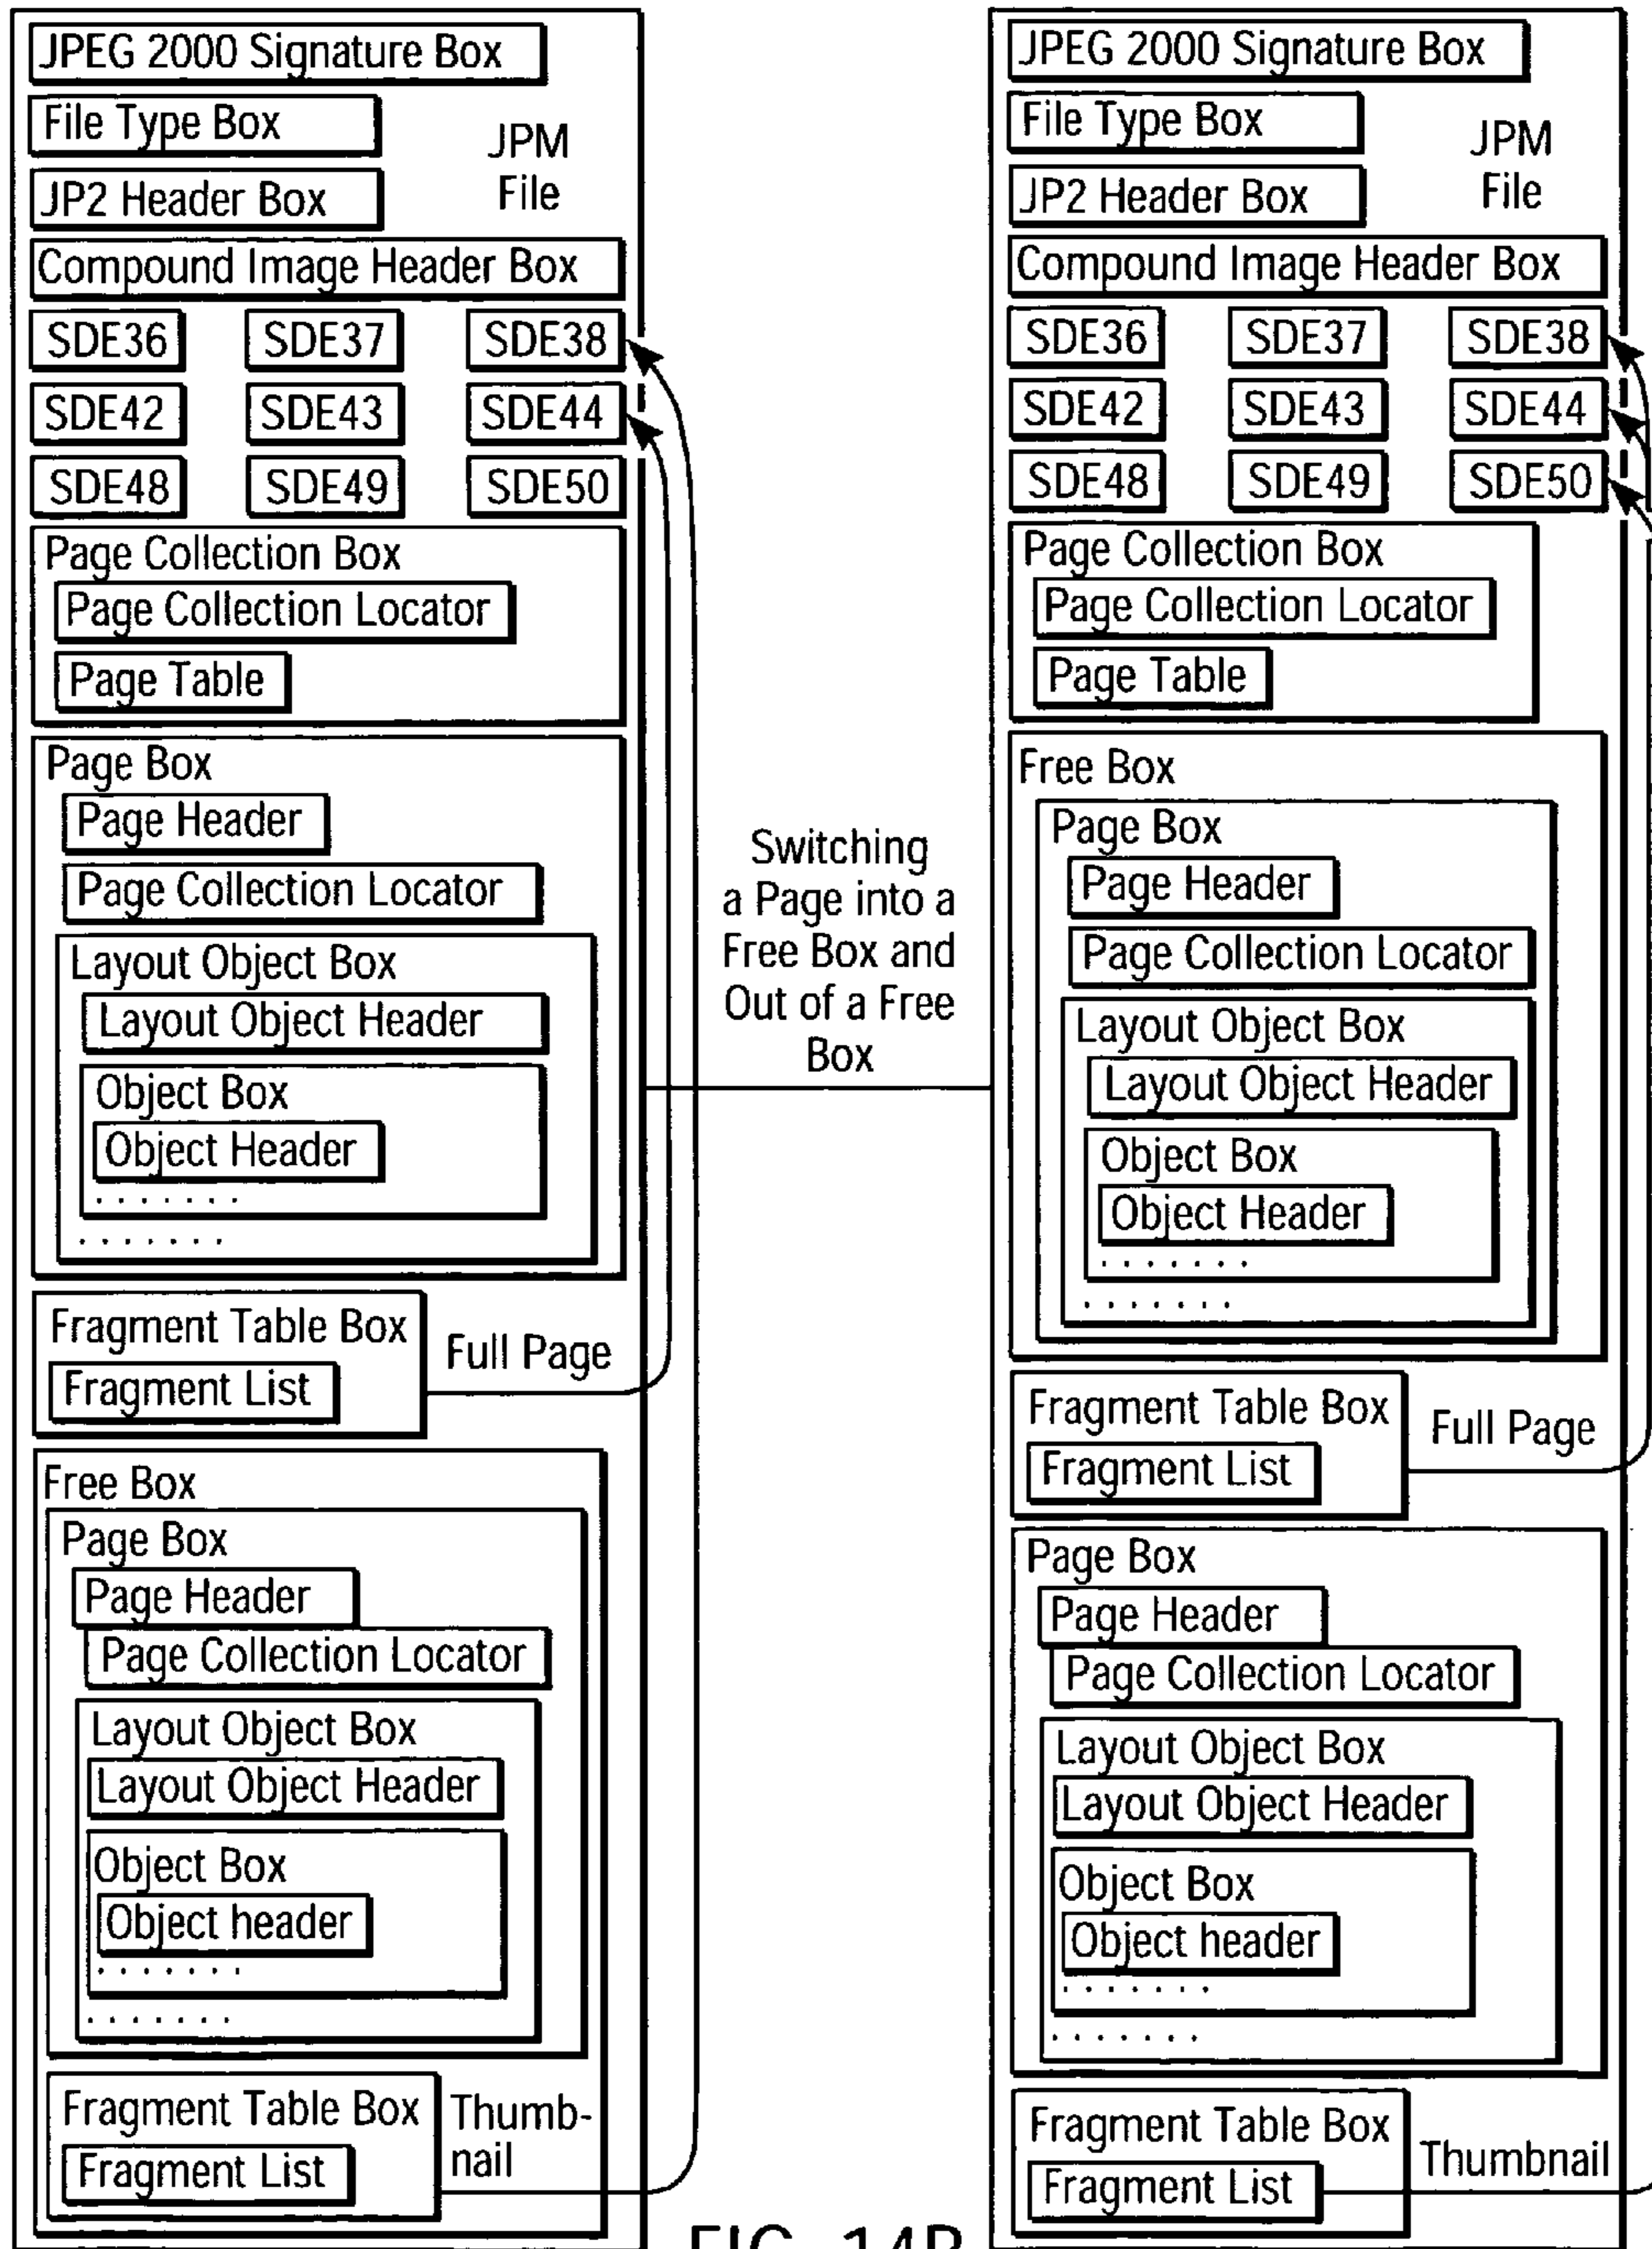 JPEG 2000 Signature Box
File Type Box
JPM
File
JP2 Header Box
Compound Image Header Box
SDE36 SDE37 SDE38
SDE42 SDE43 SDE44
SDE48 SDE49 SDE50
Page Collection Box
Page Collection Locator
Page Table
Page Box
Page Header
Page Collection Locator
Layout Object Box
Layout Object Header
Object Box
Object Header
. . . . . . .
. . . . . . .
Fragment Table Box
Fragment List
Full Page
Free Box
Page Box
Page Header
Page Collection Locator
Layout Object Box
Layout Object Header
Object Box
Object header
. . . . . . .
. . . . . . .
Fragment Table Box
Fragment List
Thumb-
nail
Switching
a Page into a
Free Box and
Out of a Free
Box
JPEG 2000 Signature Box
File Type Box
JPM
File
JP2 Header Box
Compound Image Header Box
SDE36 SDE37 SDE38
SDE42 SDE43 SDE44
SDE48 SDE49 SDE50
Page Collection Box
Page Collection Locator
Page Table
Free Box
Page Box
Page Header
Page Collection Locator
Layout Object Box
Layout Object Header
Object Box
Object Header
. . . . . . .
. . . . . . .
Fragment Table Box
Fragment List
Full Page
Page Box
Page Header
Page Collection Locator
Layout Object Box
Layout Object Header
Object Box
Object header
. . . . . . .
. . . . . . .
Fragment Table Box
Fragment List
Thumbnail
FIG. 14B